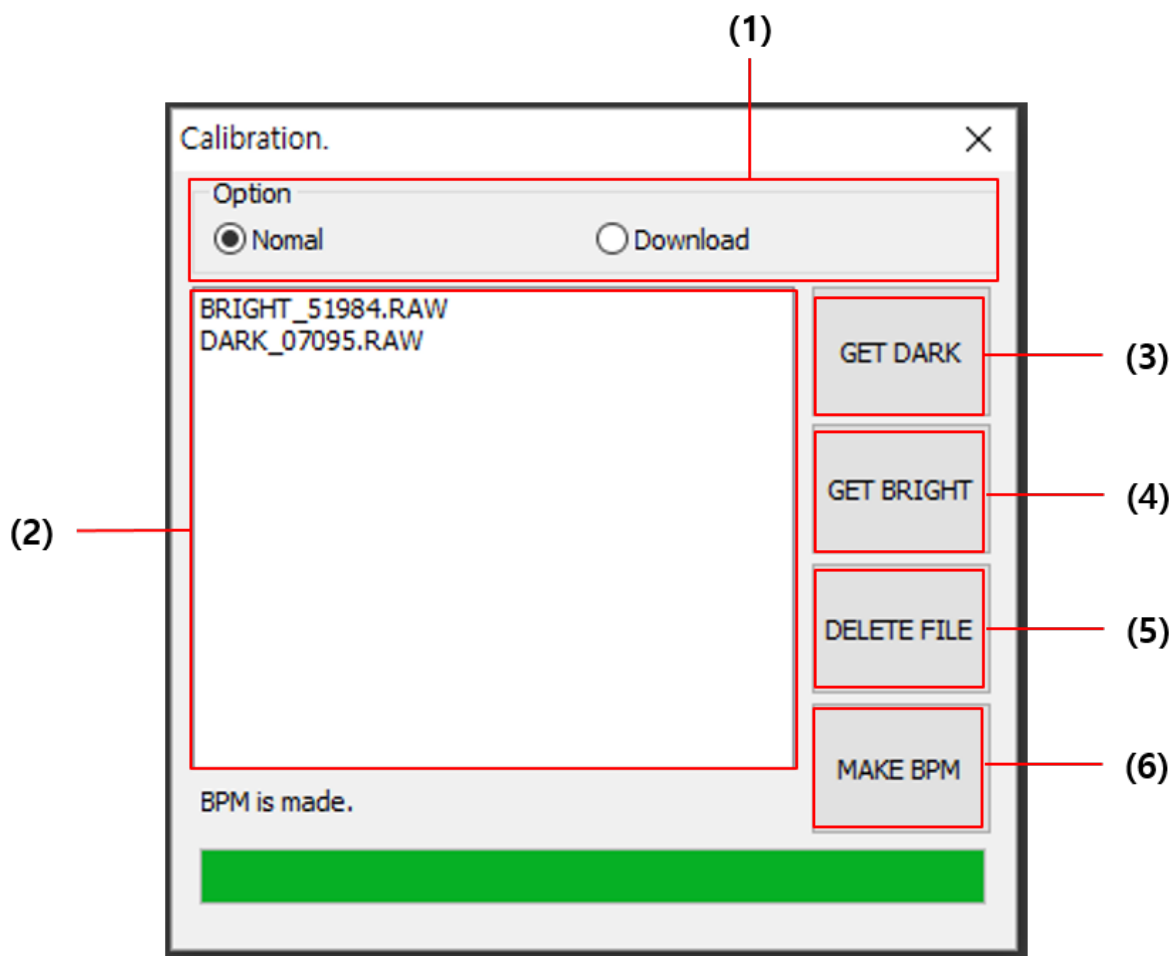 (1)
Calibration.
Option
Nomal Download
BRIGHT_51984.RAW
DARK_07095.RAW
GET DARK
(3)
GET BRIGHT
(4)
(2)
DELETE FILE
(5)
MAKE BPM
(6)
BPM is made.